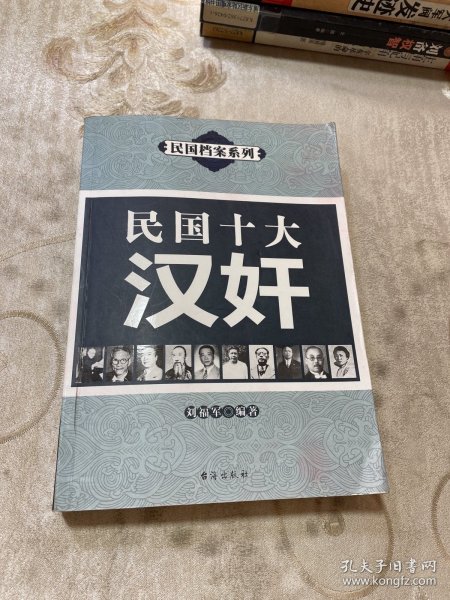 民国档案系列
民国十大
汉奸
刘福军 编著
台海出版社
孔夫子旧书网
www.kongfz.com